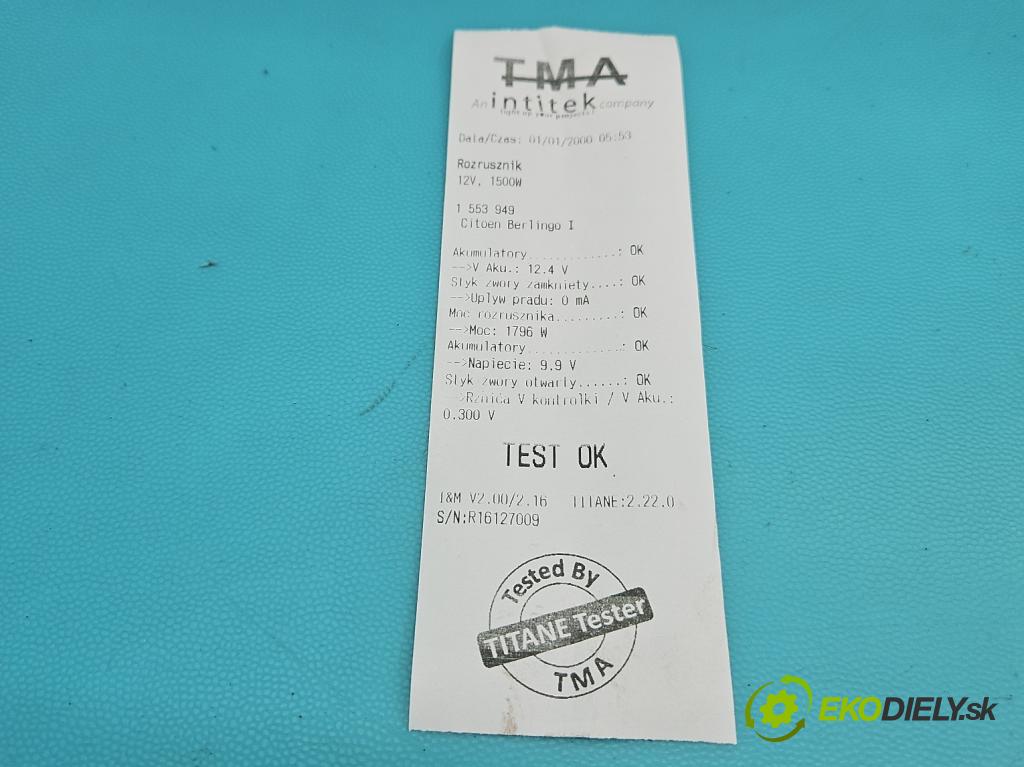 TMA
An intitek company
light up your projects!
Data/Czas: 01/01/2000 05:53
Rozrusznik
12V, 1500W
1 553 949
Citoen Berlingo I
Akumulatory.............: OK
-->V Aku.: 12.4 V
Styk zwory zamkniety....: OK
-->Uplyw pradu: 0 mA
Moc rozrusznika.........: OK
-->Moc: 1796 W
Akumulatory.............: OK
-->Napiecie: 9.9 V
Styk zwory otwarty......: OK
-->Rznica V kontrolki / V Aku.:
0.300 V
TEST OK
I&M V2.00/2.16 TITANE:2.22.0
S/N:R16127009
Tested By
TITANE Tester
TMA
EKODIELY.sk